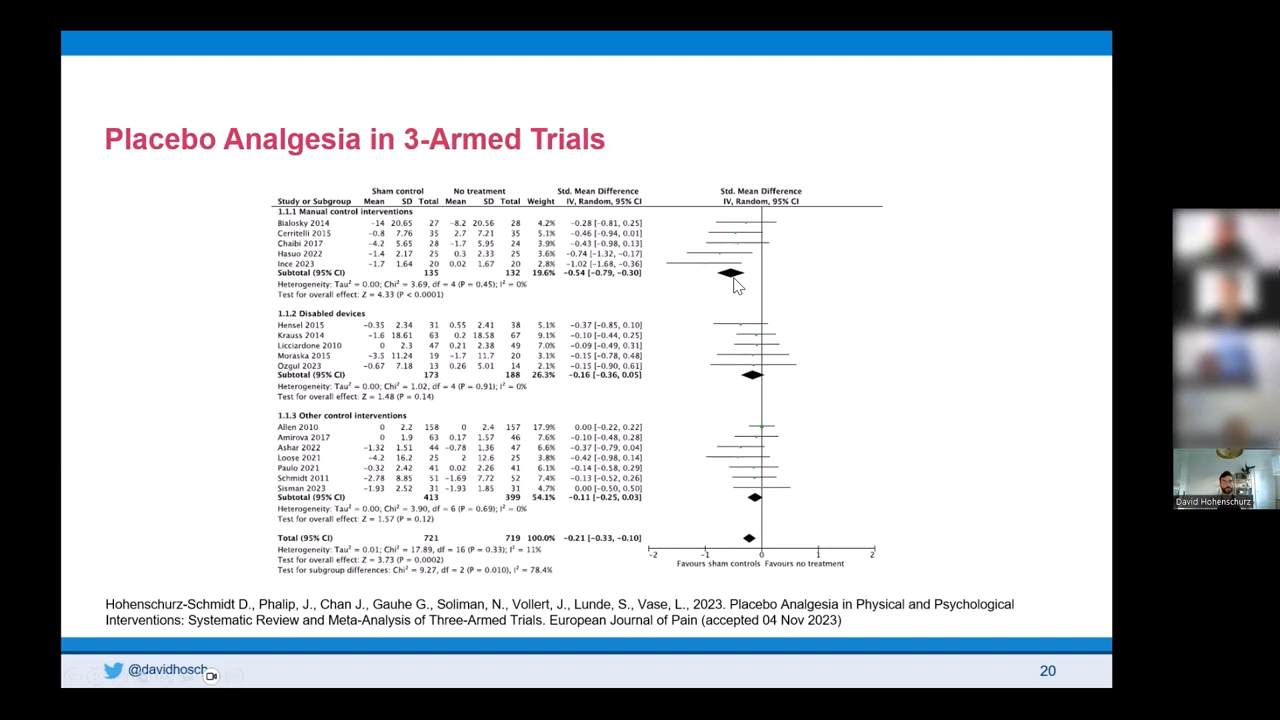 Placebo Analgesia in 3-Armed Trials
Sham control No treatment Std. Mean Difference Std. Mean Difference
Study or Subgroup Mean SD Total Mean SD Total Weight IV, Random, 95% CI IV, Random, 95% CI
1.1.1 Manual control interventions
Bialosky 2014 -14 20.65 27 -8.2 20.56 28 4.2% -0.28 [-0.81, 0.25]
Cerritelli 2015 -0.8 7.76 35 2.7 7.21 35 5.1% -0.46 [-0.94, 0.01]
Chaibi 2017 -4.2 5.65 28 -1.7 5.95 24 3.9% -0.43 [-0.98, 0.13]
Hasuo 2022 -1.4 2.17 25 0.3 2.33 25 3.6% -0.74 [-1.32, -0.17]
Ince 2023 -1.7 1.64 20 0.02 1.67 20 2.8% -1.02 [-1.68, -0.36]
Subtotal (95% CI) 135 132 19.6% -0.54 [-0.79, -0.30]
Heterogeneity: Tau² = 0.00; Chi² = 3.69, df = 4 (P = 0.45); I² = 0%
Test for overall effect: Z = 4.33 (P < 0.0001)
1.1.2 Disabled devices
Hensel 2015 -0.35 2.34 31 0.55 2.41 38 5.1% -0.37 [-0.85, 0.10]
Krauss 2014 -1.6 18.61 63 0.2 18.58 67 9.1% -0.10 [-0.44, 0.25]
Licciardone 2010 0 2.3 47 0.21 2.38 49 7.0% -0.09 [-0.49, 0.31]
Moraska 2015 -3.5 11.24 19 -1.7 11.7 20 3.0% -0.15 [-0.78, 0.48]
Özgul 2023 -0.67 7.18 13 0.26 5.01 14 2.1% -0.15 [-0.90, 0.61]
Subtotal (95% CI) 173 188 26.3% -0.16 [-0.36, 0.05]
Heterogeneity: Tau² = 0.00; Chi² = 1.02, df = 4 (P = 0.91); I² = 0%
Test for overall effect: Z = 1.48 (P = 0.14)
1.1.3 Other control interventions
Allen 2010 0 2.2 158 0 2.4 157 17.9% 0.00 [-0.22, 0.22]
Amirova 2017 0 1.9 63 0.17 1.57 46 7.6% -0.10 [-0.48, 0.28]
Ashar 2022 -1.32 1.51 44 -0.78 1.36 47 6.8% -0.37 [-0.79, 0.04]
Loose 2021 -4.2 16.2 25 2 12.6 25 3.8% -0.42 [-0.98, 0.14]
Paulo 2021 -0.32 2.42 41 0.02 2.26 41 6.1% -0.14 [-0.58, 0.29]
Schmidt 2011 -2.78 8.85 51 -1.69 7.72 52 7.5% -0.13 [-0.52, 0.26]
Sisman 2023 -1.93 2.52 31 -1.93 1.85 31 4.7% 0.00 [-0.50, 0.50]
Subtotal (95% CI) 413 399 54.1% -0.11 [-0.25, 0.03]
Heterogeneity: Tau² = 0.00; Chi² = 3.90, df = 6 (P = 0.69); I² = 0%
Test for overall effect: Z = 1.57 (P = 0.12)
Total (95% CI) 721 719 100.0% -0.21 [-0.33, -0.10]
Heterogeneity: Tau² = 0.01; Chi² = 17.89, df = 16 (P = 0.33); I² = 11%
Test for overall effect: Z = 3.73 (P = 0.0002)
Test for subgroup differences: Chi² = 9.27, df = 2 (P = 0.010), I² = 78.4%
-2 -1 0 1 2
Favours sham controls Favours no treatment
Hohenschurz-Schmidt D., Phalip, J., Chan J., Gauhe G., Soliman, N., Vollert, J., Lunde, S., Vase, L., 2023. Placebo Analgesia in Physical and Psychological
Interventions: Systematic Review and Meta-Analysis of Three-Armed Trials. European Journal of Pain (accepted 04 Nov 2023)
@davidhosch
20
David Hohenschurz